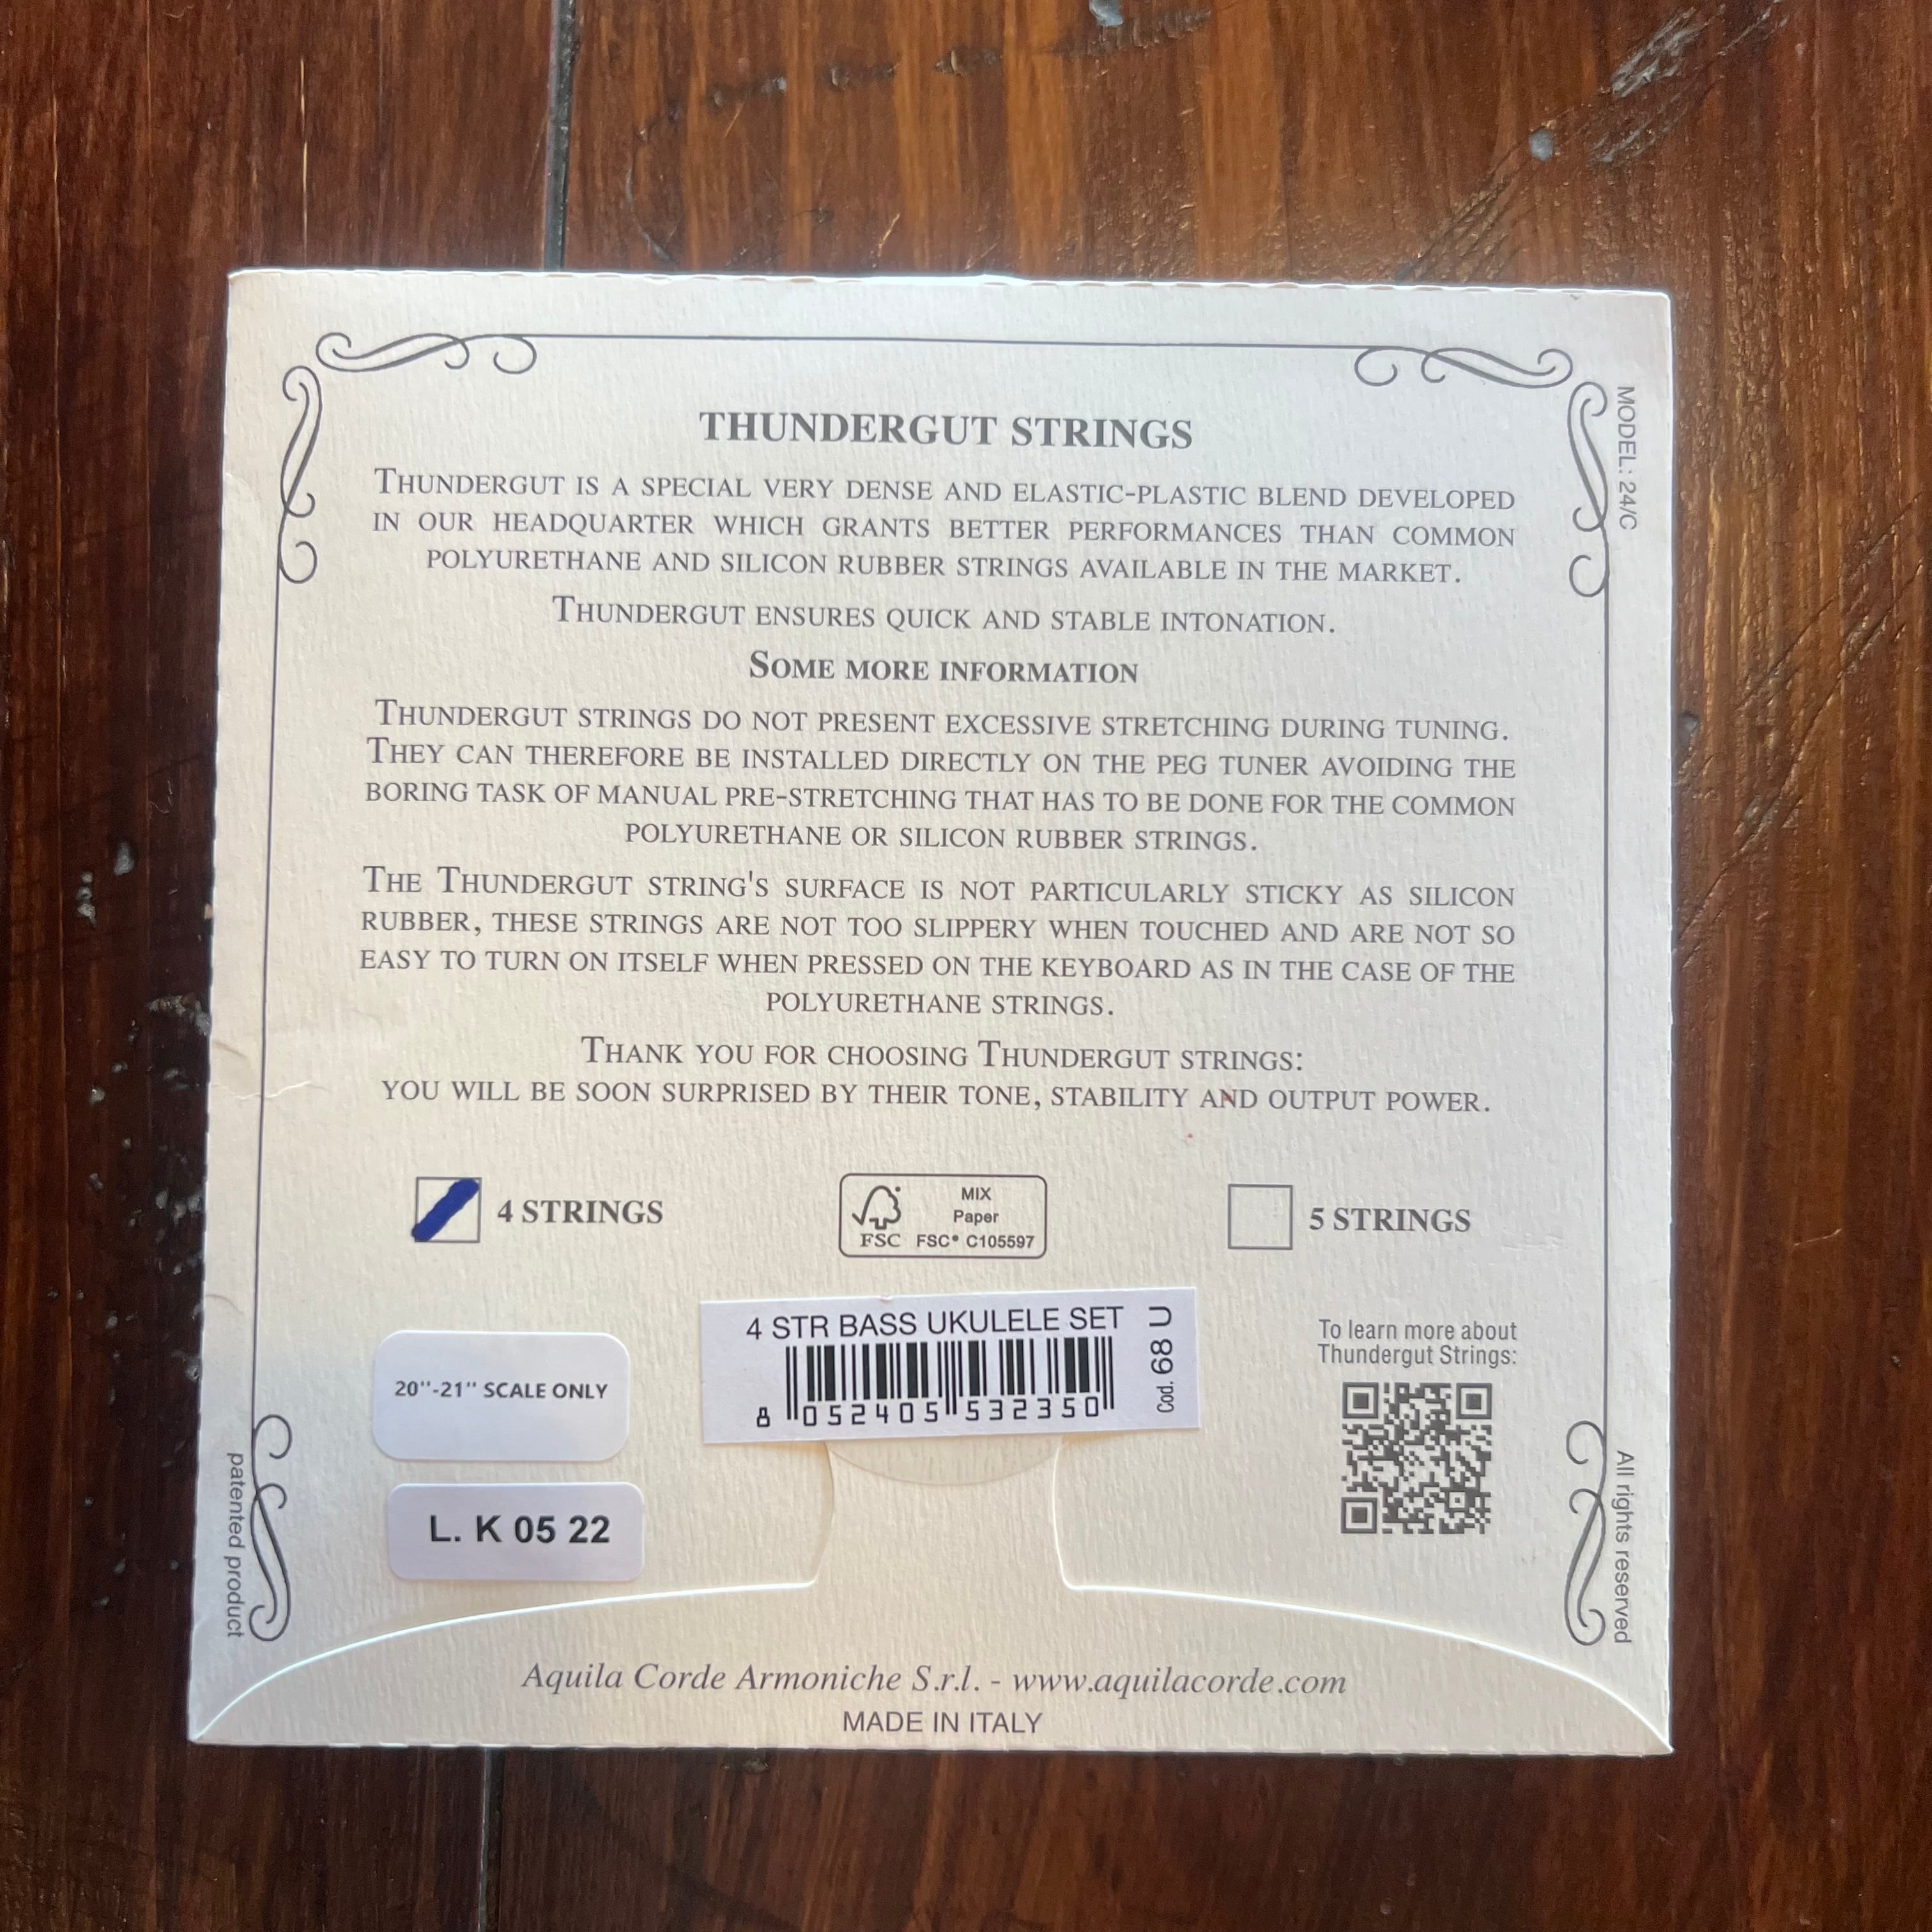 THUNDERGUT STRINGS
THUNDERGUT IS A SPECIAL VERY DENSE AND ELASTIC-PLASTIC BLEND DEVELOPED
IN OUR HEADQUARTER WHICH GRANTS BETTER PERFORMANCES THAN COMMON
POLYURETHANE AND SILICON RUBBER STRINGS AVAILABLE IN THE MARKET.
THUNDERGUT ENSURES QUICK AND STABLE INTONATION.
SOME MORE INFORMATION
THUNDERGUT STRINGS DO NOT PRESENT EXCESSIVE STRETCHING DURING TUNING.
THEY CAN THEREFORE BE INSTALLED DIRECTLY ON THE PEG TUNER AVOIDING THE
BORING TASK OF MANUAL PRE-STRETCHING THAT HAS TO BE DONE FOR THE COMMON
POLYURETHANE OR SILICON RUBBER STRINGS.
THE THUNDERGUT STRING'S SURFACE IS NOT PARTICULARLY STICKY AS SILICON
RUBBER, THESE STRINGS ARE NOT TOO SLIPPERY WHEN TOUCHED AND ARE NOT SO
EASY TO TURN ON ITSELF WHEN PRESSED ON THE KEYBOARD AS IN THE CASE OF THE
POLYURETHANE STRINGS.
THANK YOU FOR CHOOSING THUNDERGUT STRINGS:
YOU WILL BE SOON SURPRISED BY THEIR TONE, STABILITY AND OUTPUT POWER.
4 STRINGS
FSC
MIX
Paper
FSC® C105597
5 STRINGS
20"-21" SCALE ONLY
L. K 05 22
4 STR BASS UKULELE SET
8 052405 532350
Cod. 68 U
To learn more about
Thundergut Strings:
MODEL: 24/C
patented product
All rights reserved
Aquila Corde Armoniche S.r.l. - www.aquilacorde.com
MADE IN ITALY